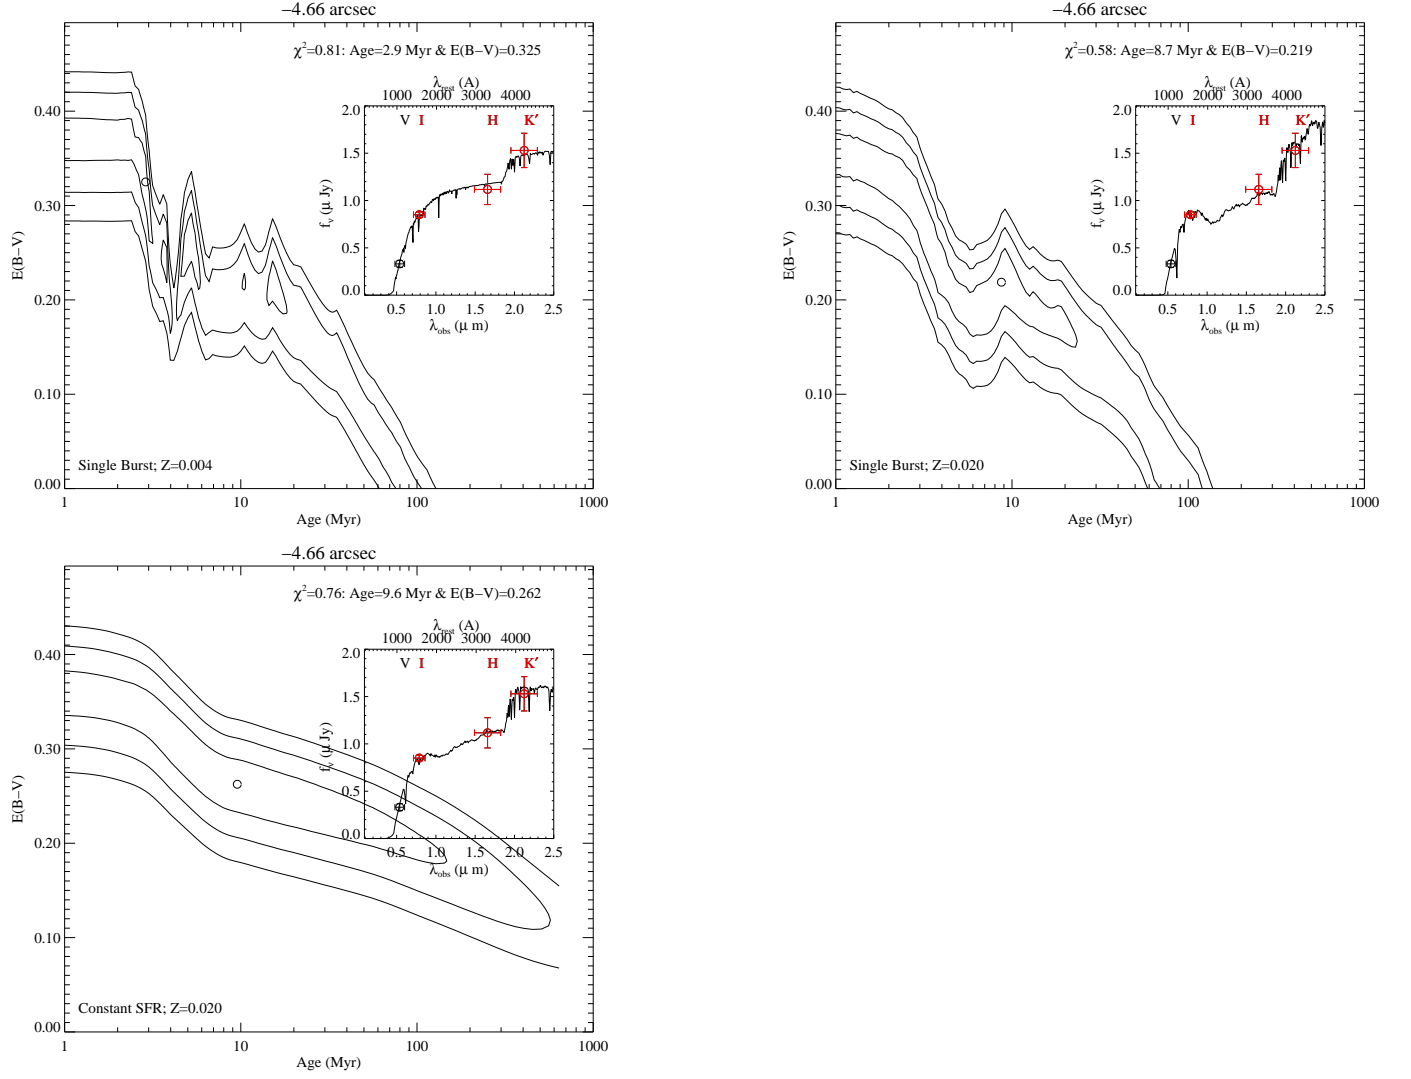 −4.66 arcsec
χ²=0.81: Age=2.9 Myr & E(B−V)=0.325
λrest (A)
1000 2000 3000 4000
2.0
V I H K′
1.5
1.0
0.5
0.0
fν (μ Jy)
0.5 1.0 1.5 2.0 2.5
λobs (μ m)
0.40
0.30
0.20
0.10
0.00
E(B−V)
Single Burst; Z=0.004
1 10 100 1000
Age (Myr)
−4.66 arcsec
χ²=0.58: Age=8.7 Myr & E(B−V)=0.219
λrest (A)
1000 2000 3000 4000
2.0
V I H K′
1.5
1.0
0.5
0.0
fν (μ Jy)
0.5 1.0 1.5 2.0 2.5
λobs (μ m)
0.40
0.30
0.20
0.10
0.00
E(B−V)
Single Burst; Z=0.020
1 10 100 1000
Age (Myr)
−4.66 arcsec
χ²=0.76: Age=9.6 Myr & E(B−V)=0.262
λrest (A)
1000 2000 3000 4000
2.0
V I H K′
1.5
1.0
0.5
0.0
fν (μ Jy)
0.5 1.0 1.5 2.0 2.5
λobs (μ m)
0.40
0.30
0.20
0.10
0.00
E(B−V)
Constant SFR; Z=0.020
1 10 100 1000
Age (Myr)